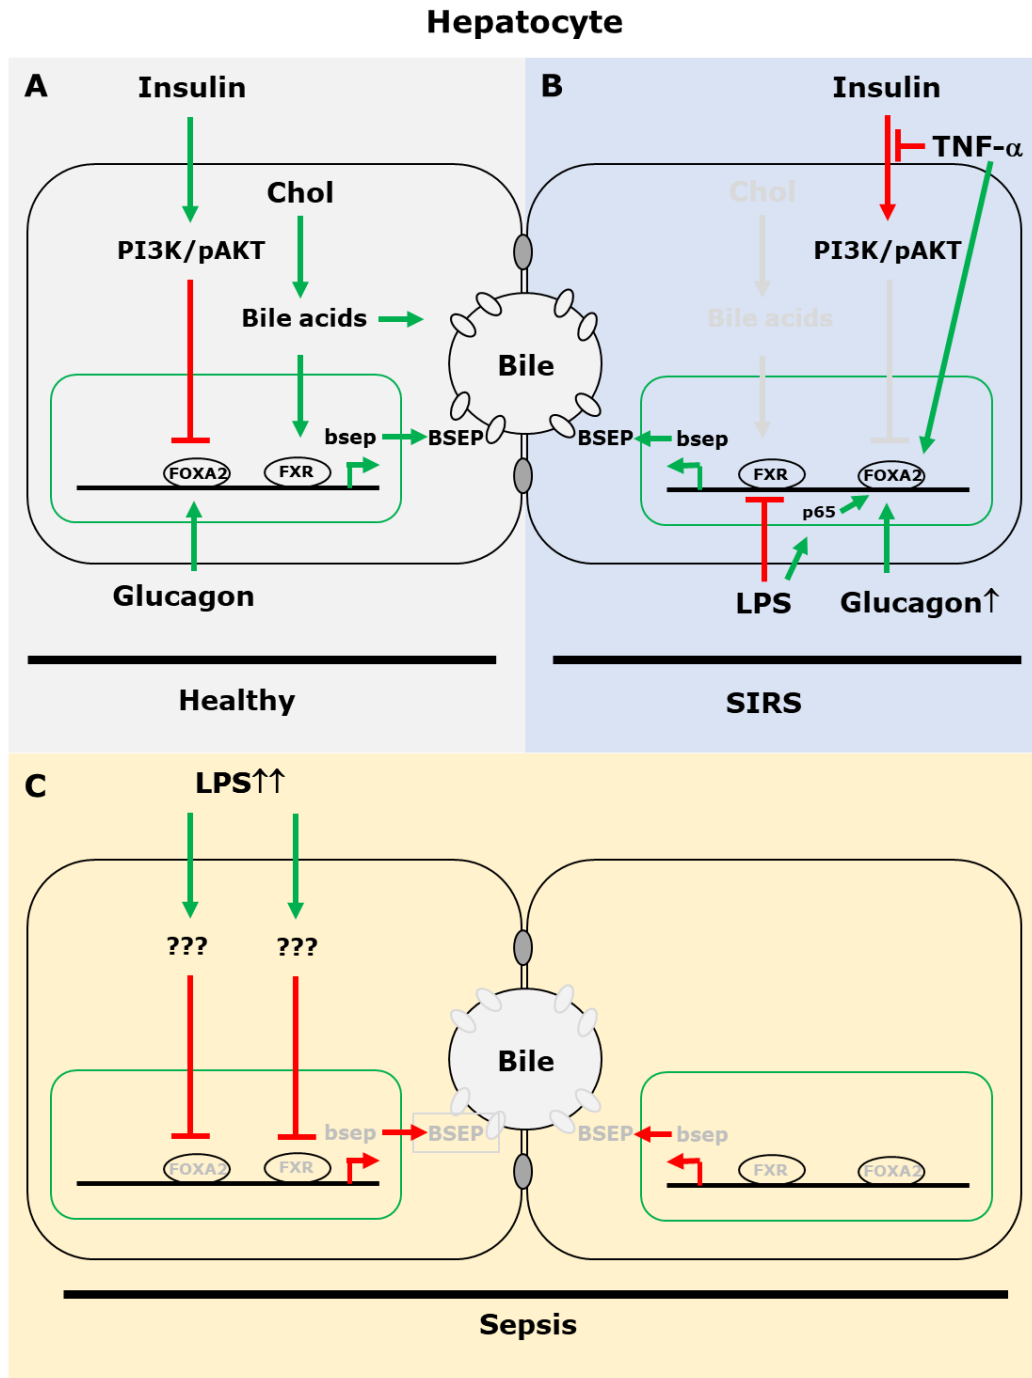 Hepatocyte
A
Insulin
Chol
PI3K/pAKT
Bile acids
bsep
BSEP
FOXA2
FXR
Glucagon
Healthy
Bile
B
Insulin
TNF-α
Chol
PI3K/pAKT
Bile acids
BSEP
bsep
FXR
FOXA2
p65
LPS
Glucagon↑
SIRS
C
LPS↑↑
???
???
bsep
BSEP
FOXA2
FXR
Bile
BSEP
bsep
FXR
FOXA2
Sepsis